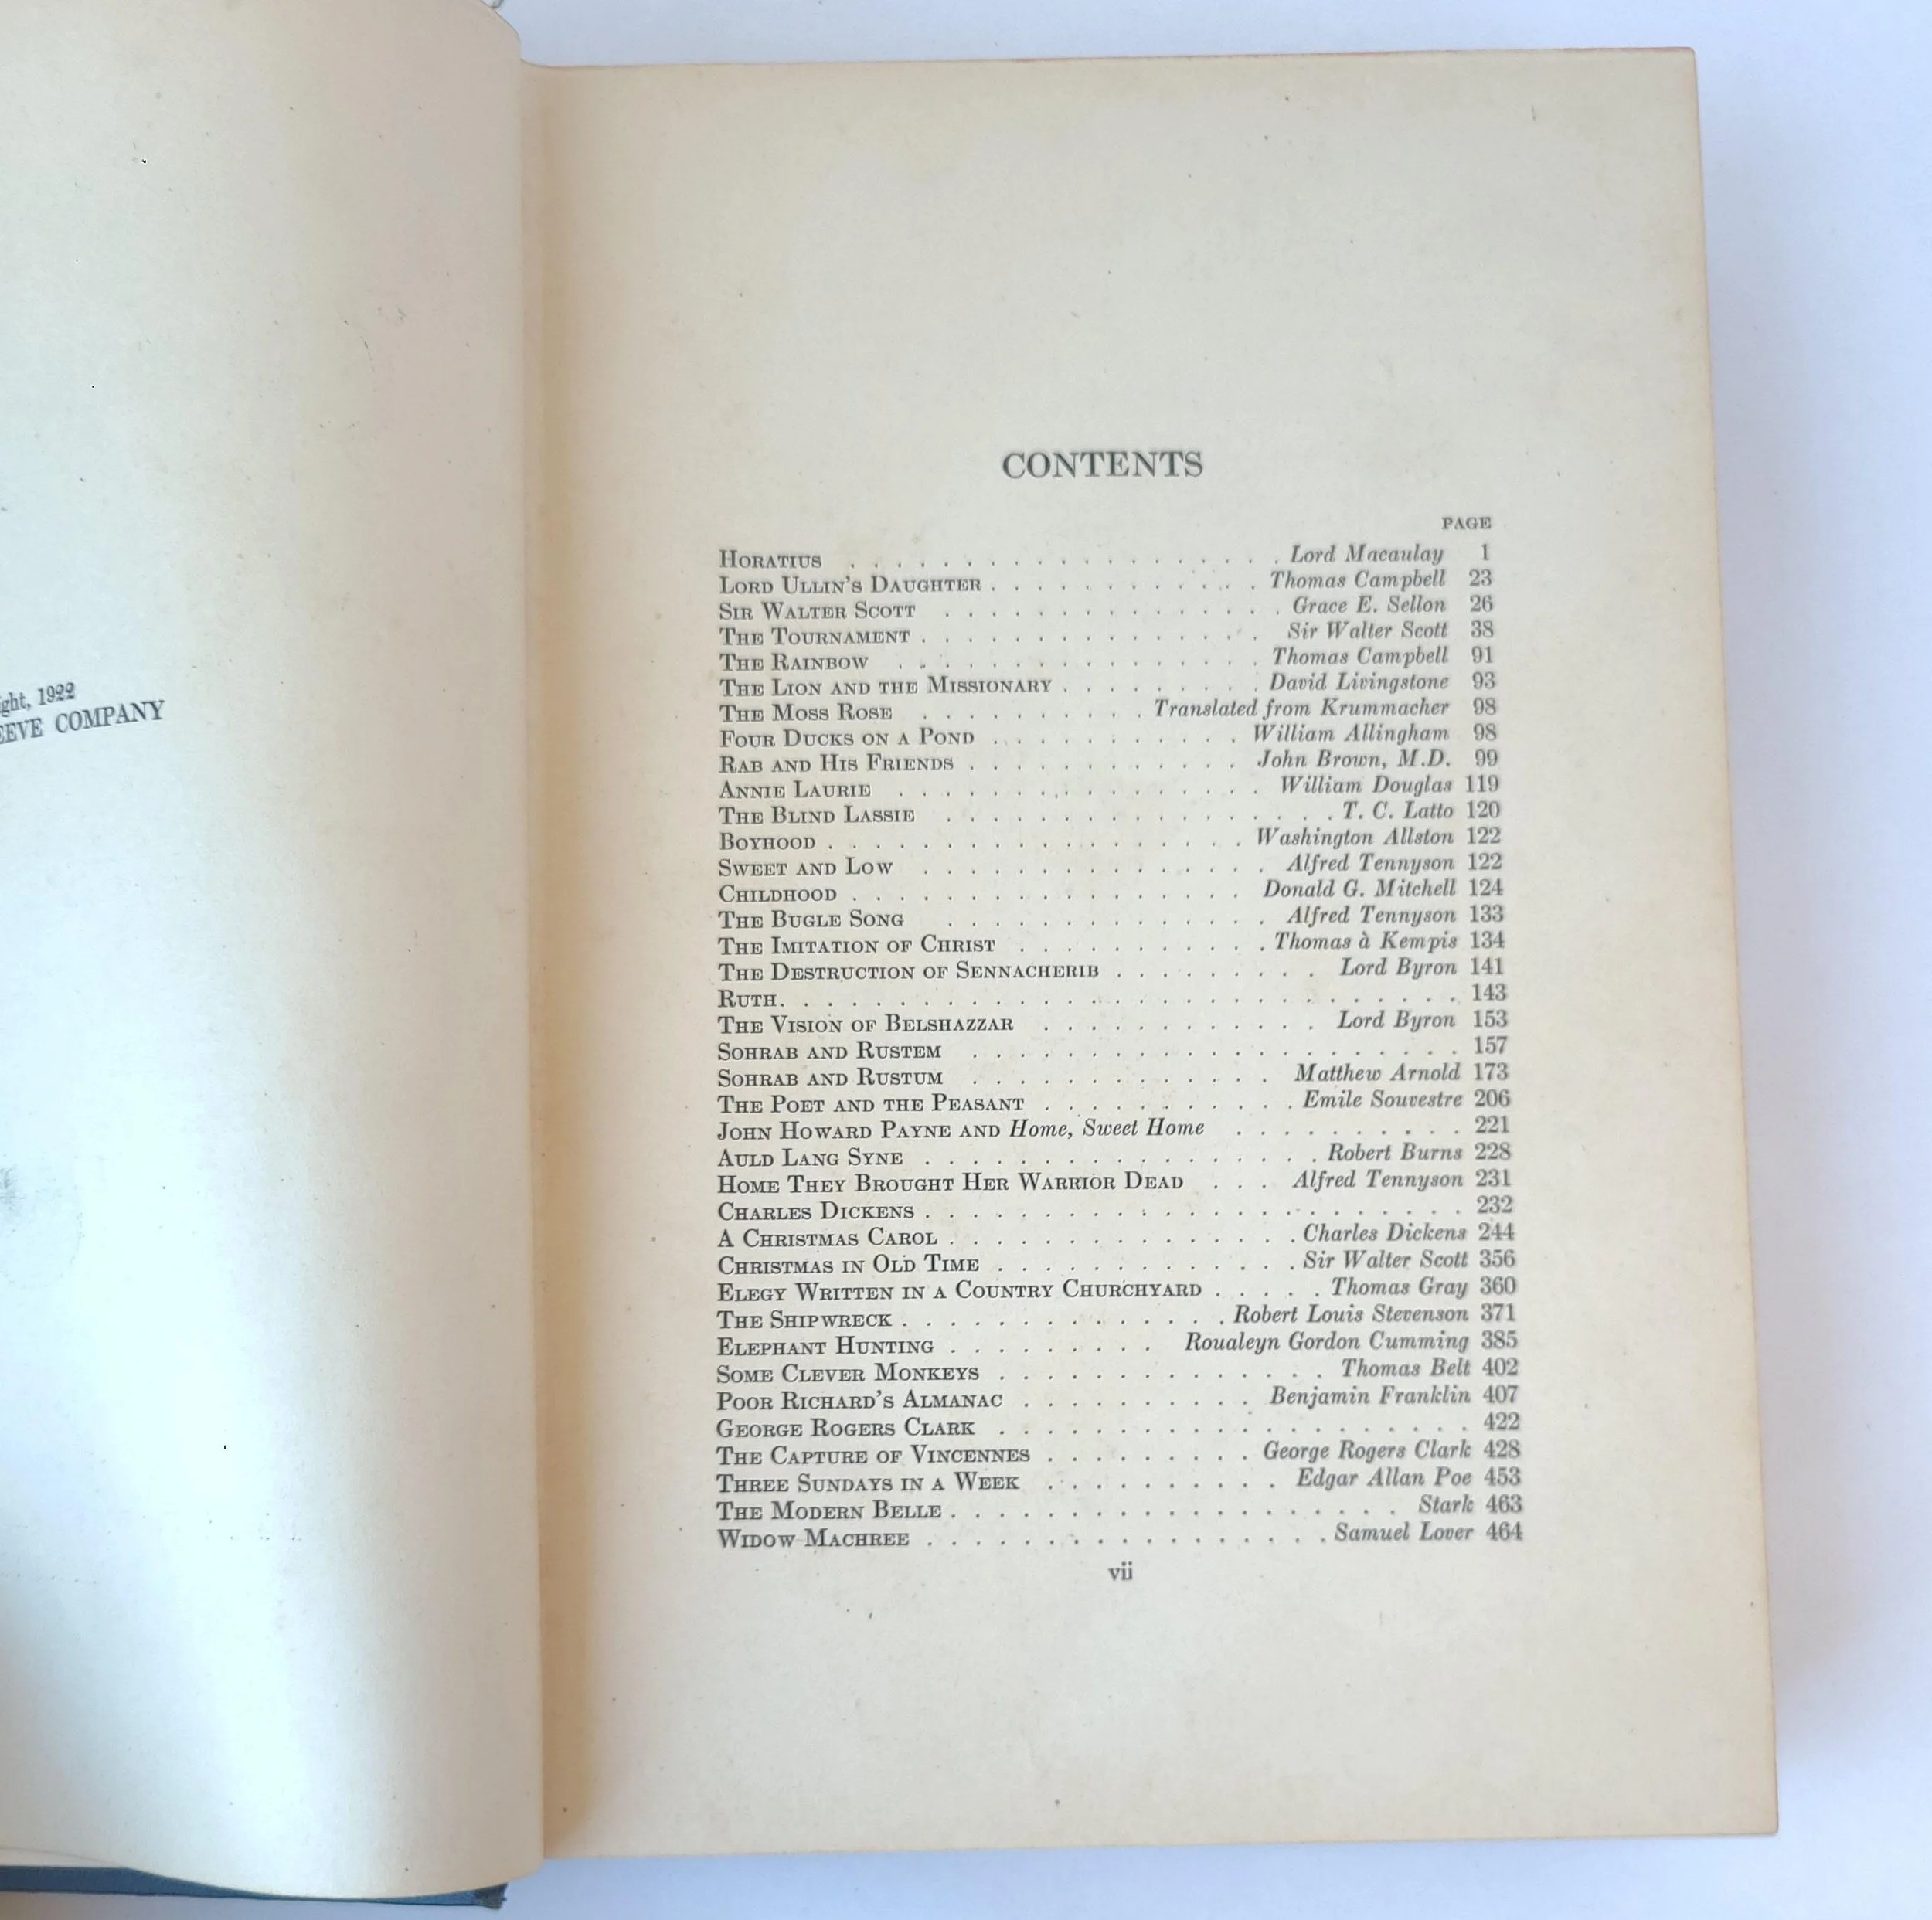 ght, 1922
EEVE COMPANY
CONTENTS
PAGE
HORATIUS . . . . . . . . . . . . . . . . . . . Lord Macaulay 1
LORD ULLIN'S DAUGHTER . . . . . . . . . . . . Thomas Campbell 23
SIR WALTER SCOTT . . . . . . . . . . . . . . . Grace E. Sellon 26
THE TOURNAMENT . . . . . . . . . . . . . . . Sir Walter Scott 38
THE RAINBOW . . . . . . . . . . . . . . . . Thomas Campbell 91
THE LION AND THE MISSIONARY . . . . . . . . . David Livingstone 93
THE MOSS ROSE . . . . . . . . . . Translated from Krummacher 98
FOUR DUCKS ON A POND . . . . . . . . . . . William Allingham 98
RAB AND HIS FRIENDS . . . . . . . . . . . . John Brown, M.D. 99
ANNIE LAURIE . . . . . . . . . . . . . . . . William Douglas 119
THE BLIND LASSIE . . . . . . . . . . . . . . . . . T. C. Latto 120
BOYHOOD . . . . . . . . . . . . . . . . . . Washington Allston 122
SWEET AND LOW . . . . . . . . . . . . . . . Alfred Tennyson 122
CHILDHOOD . . . . . . . . . . . . . . . . . Donald G. Mitchell 124
THE BUGLE SONG . . . . . . . . . . . . . . Alfred Tennyson 133
THE IMITATION OF CHRIST . . . . . . . . . . . Thomas à Kempis 134
THE DESTRUCTION OF SENNACHERIB . . . . . . . . . Lord Byron 141
RUTH . . . . . . . . . . . . . . . . . . . . . . . . 143
THE VISION OF BELSHAZZAR . . . . . . . . . . . . Lord Byron 153
SOHRAB AND RUSTEM . . . . . . . . . . . . . . . . . 157
SOHRAB AND RUSTUM . . . . . . . . . . . . . Matthew Arnold 173
THE POET AND THE PEASANT . . . . . . . . . . . Emile Souvestre 206
JOHN HOWARD PAYNE AND Home, Sweet Home . . . . . . . . . . 221
AULD LANG SYNE . . . . . . . . . . . . . . . . . Robert Burns 228
HOME THEY BROUGHT HER WARRIOR DEAD . . . Alfred Tennyson 231
CHARLES DICKENS . . . . . . . . . . . . . . . . . . . 232
A CHRISTMAS CAROL . . . . . . . . . . . . . . . Charles Dickens 244
CHRISTMAS IN OLD TIME . . . . . . . . . . . . . Sir Walter Scott 356
ELEGY WRITTEN IN A COUNTRY CHURCHYARD . . . . . Thomas Gray 360
THE SHIPWRECK . . . . . . . . . . . . . . Robert Louis Stevenson 371
ELEPHANT HUNTING . . . . . . . . . Roualeyn Gordon Cumming 385
SOME CLEVER MONKEYS . . . . . . . . . . . . . . Thomas Belt 402
POOR RICHARD'S ALMANAC . . . . . . . . . . Benjamin Franklin 407
GEORGE ROGERS CLARK . . . . . . . . . . . . . . . . . 422
THE CAPTURE OF VINCENNES . . . . . . . . . George Rogers Clark 428
THREE SUNDAYS IN A WEEK . . . . . . . . . . Edgar Allan Poe 453
THE MODERN BELLE . . . . . . . . . . . . . . . . . . . Stark 463
WIDOW MACHREE . . . . . . . . . . . . . . . . . Samuel Lover 464
vii